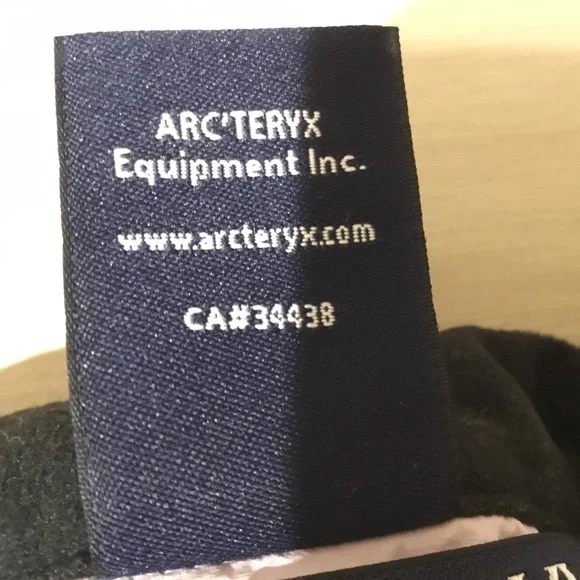 ARC'TERYX
Equipment Inc.
www.arcteryx.com
CA#34438